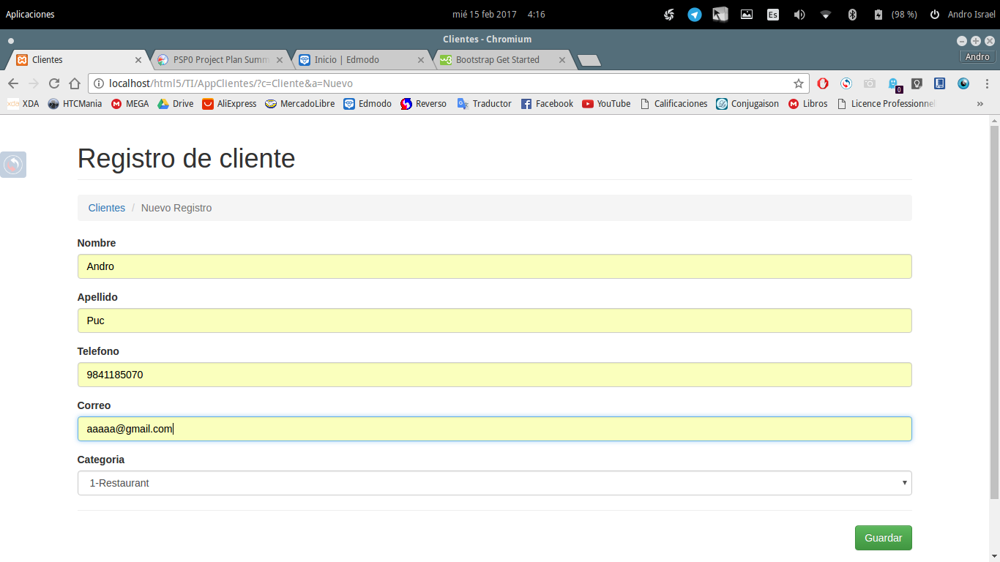 Aplicaciones mié 15 feb 2017 4:16 Es (98 %) Andro Israel
Clientes - Chromium
Clientes PSP0 Project Plan Summ Inicio | Edmodo Bootstrap Get Started Andro
localhost/html5/TI/AppClientes/?c=Cliente&a=Nuevo 0
XDA HTCMania MEGA Drive AliExpress MercadoLibre Edmodo Reverso Traductor Facebook YouTube Calificaciones Conjugaison Libros Licence Professionnel »
Registro de cliente
Clientes / Nuevo Registro
Nombre
Andro
Apellido
Puc
Telefono
9841185070
Correo
aaaaa@gmail.com
Categoria
1-Restaurant
Guardar